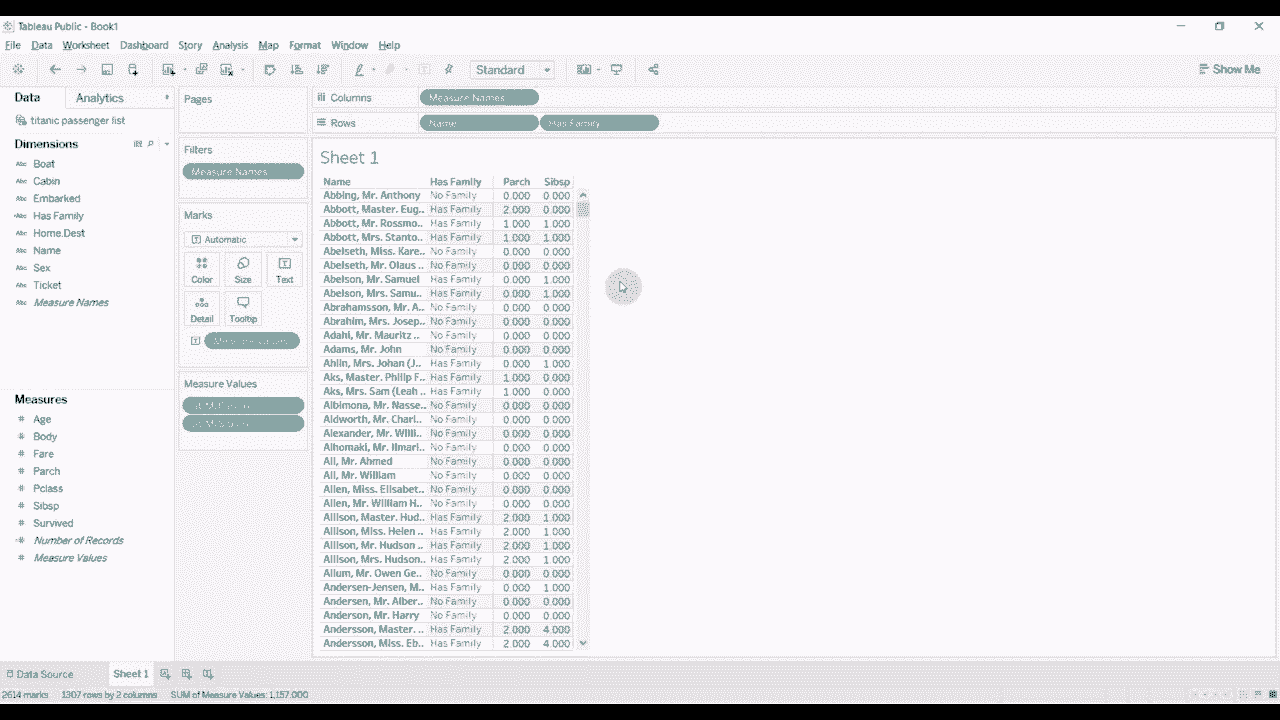 Tableau Public - Book1
File Data Worksheet Dashboard Story Analysis Map Format Window Help
Standard
Show Me
Data Analytics
titanic passenger list
Dimensions
Abc Boat
Abc Cabin
Abc Embarked
Abc Has Family
Abc Home.Dest
Abc Name
Abc Sex
Abc Ticket
Abc Measure Names
Measures
# Age
# Body
# Fare
# Parch
# Pclass
# Sibsp
# Survived
# Number of Records
# Measure Values
Pages
Filters
Measure Names
Marks
Automatic
Color Size Text
Detail Tooltip
Measure Values
Measure Values
Columns Measure Names
Rows Name Has Family
Sheet 1
Name Has Family Parch Sibsp
Abbing, Mr. Anthony No Family 0.000 0.000
Abbott, Master. Eug.. Has Family 2.000 0.000
Abbott, Mr. Rossmo.. Has Family 1.000 1.000
Abbott, Mrs. Stanto.. Has Family 1.000 1.000
Abelseth, Miss. Kare.. No Family 0.000 0.000
Abelseth, Mr. Olaus .. No Family 0.000 0.000
Abelson, Mr. Samuel Has Family 0.000 1.000
Abelson, Mrs. Samu.. Has Family 0.000 1.000
Abrahamsson, Mr. A.. No Family 0.000 0.000
Abrahim, Mrs. Josep.. No Family 0.000 0.000
Adahl, Mr. Mauritz .. No Family 0.000 0.000
Adams, Mr. John No Family 0.000 0.000
Ahlin, Mrs. Johan (J.. Has Family 0.000 1.000
Aks, Master. Philip F.. Has Family 1.000 0.000
Aks, Mrs. Sam (Leah .. Has Family 1.000 0.000
Albimona, Mr. Nasse.. No Family 0.000 0.000
Aldworth, Mr. Charl.. No Family 0.000 0.000
Alexander, Mr. Willi.. No Family 0.000 0.000
Alhomaki, Mr. Ilmari.. No Family 0.000 0.000
Ali, Mr. Ahmed No Family 0.000 0.000
Ali, Mr. William No Family 0.000 0.000
Allen, Miss. Elisabet.. No Family 0.000 0.000
Allen, Mr. William H.. No Family 0.000 0.000
Allison, Master. Hud.. Has Family 2.000 1.000
Allison, Miss. Helen .. Has Family 2.000 1.000
Allison, Mr. Hudson .. Has Family 2.000 1.000
Allison, Mrs. Hudson.. Has Family 2.000 1.000
Allum, Mr. Owen Ge.. No Family 0.000 0.000
Andersen-Jensen, M.. Has Family 0.000 1.000
Andersen, Mr. Alber.. No Family 0.000 0.000
Anderson, Mr. Harry No Family 0.000 0.000
Andersson, Master. .. Has Family 2.000 4.000
Andersson, Miss. Eb.. Has Family 2.000 4.000
Data Source Sheet 1
2614 marks 1307 rows by 2 columns SUM of Measure Values: 1,157.000